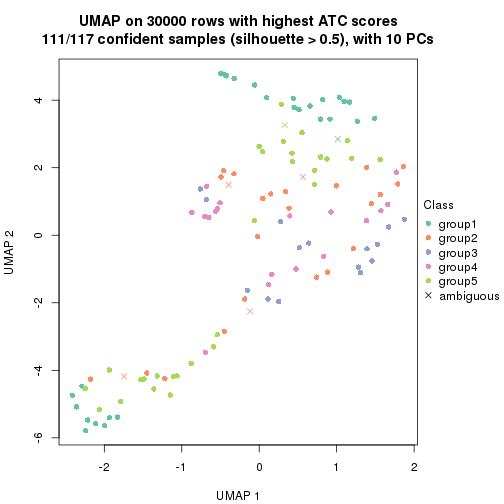 UMAP on 30000 rows with highest ATC scores
111/117 confident samples (silhouette > 0.5), with 10 PCs
4
2
0
-2
-4
-6
UMAP 2
-2 -1 0 1 2
UMAP 1
Class
group1
group2
group3
group4
group5
ambiguous